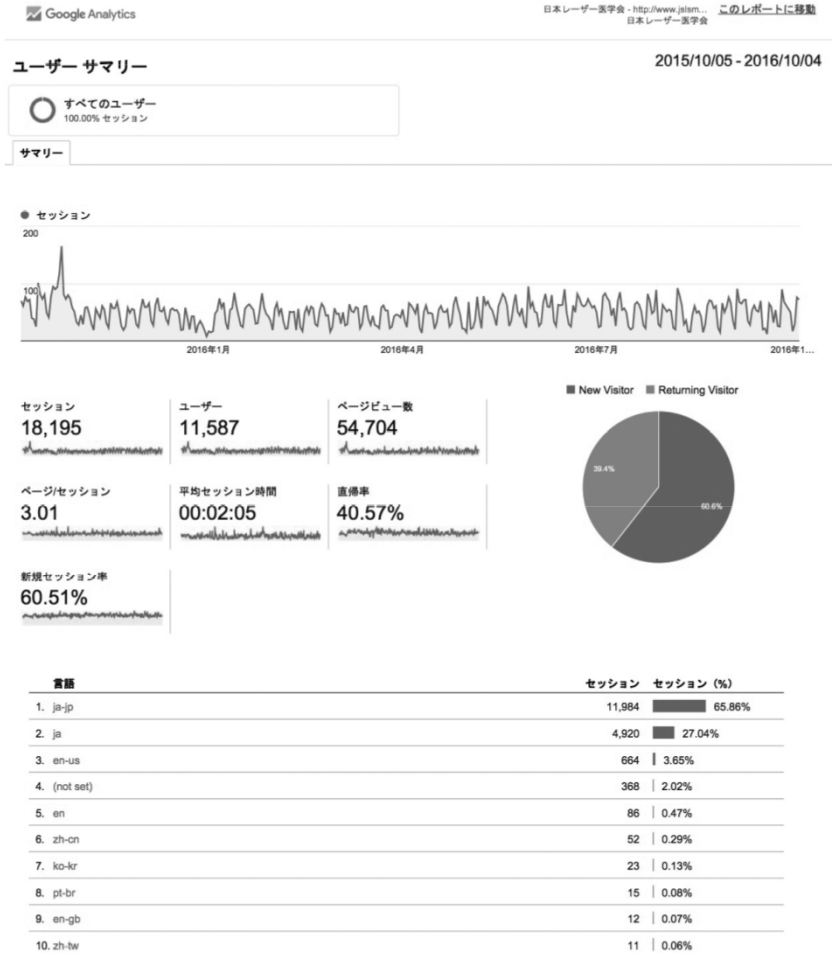 Google Analytics
日本レーザー医学会 - http://www.jslsm...
日本レーザー医学会
このレポートに移動
ユーザー サマリー
2015/10/05 - 2016/10/04
すべてのユーザー
100.00% セッション
サマリー
セッション
200
100
2016年1月
2016年4月
2016年7月
2016年1...
セッション
18,195
ユーザー
11,587
ページビュー数
54,704
ページ/セッション
3.01
平均セッション時間
00:02:05
直帰率
40.57%
新規セッション率
60.51%
New Visitor
Returning Visitor
39.4%
60.6%
言語 セッション セッション (%)
1. ja-jp 11,984 65.86%
2. ja 4,920 27.04%
3. en-us 664 3.65%
4. (not set) 368 2.02%
5. en 86 0.47%
6. zh-cn 52 0.29%
7. ko-kr 23 0.13%
8. pt-br 15 0.08%
9. en-gb 12 0.07%
10. zh-tw 11 0.06%